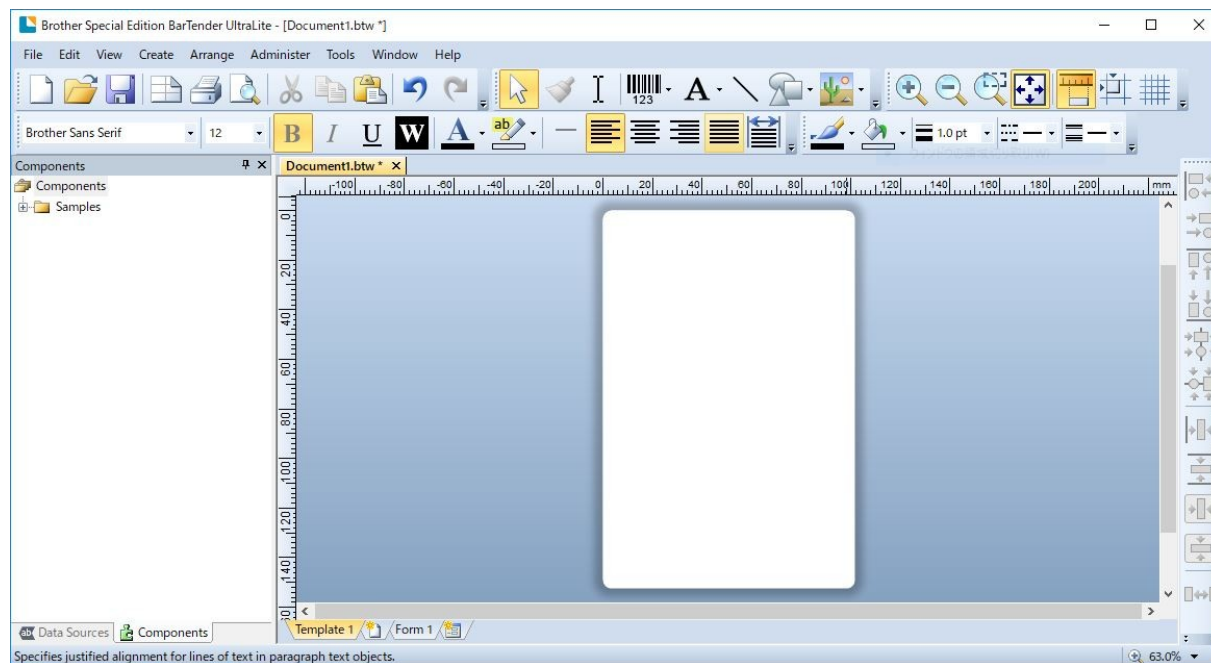 Brother Special Edition BarTender UltraLite - [Document1.btw *]
File Edit View Create Arrange Administer Tools Window Help
123 A
Brother Sans Serif 12 B I U W A ab 1.0 pt
Components Document1.btw *
-100 -80 -60 -40 -20 0 20 40 60 80 100 120 140 160 180 200 mm
Components
Samples
0
20
40
60
80
100
120
140
Data Sources Components Template 1 Form 1
Specifies justified alignment for lines of text in paragraph text objects. 63.0%